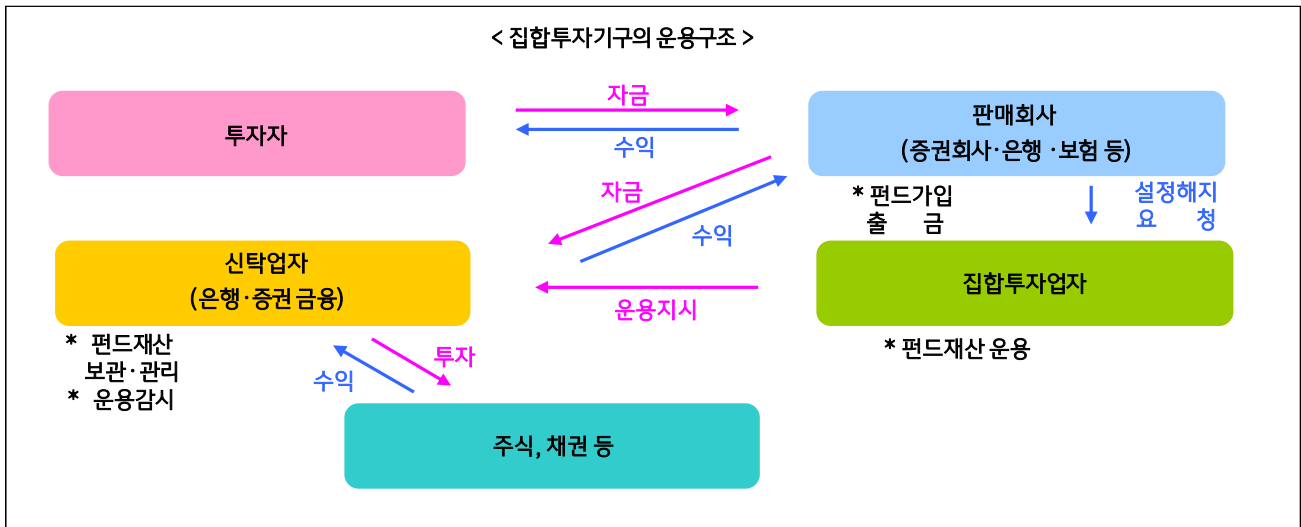 < 집합투자기구의 운용구조 >
투자자
자금
수익
판매회사
(증권회사·은행 ·보험 등)
자금
수익
* 펀드가입
출 금
설정해지
요 청
신탁업자
(은행·증권 금융)
운용지시
집합투자업자
* 펀드재산
보관·관리
* 운용감시
* 펀드재산 운용
투자
수익
주식, 채권 등